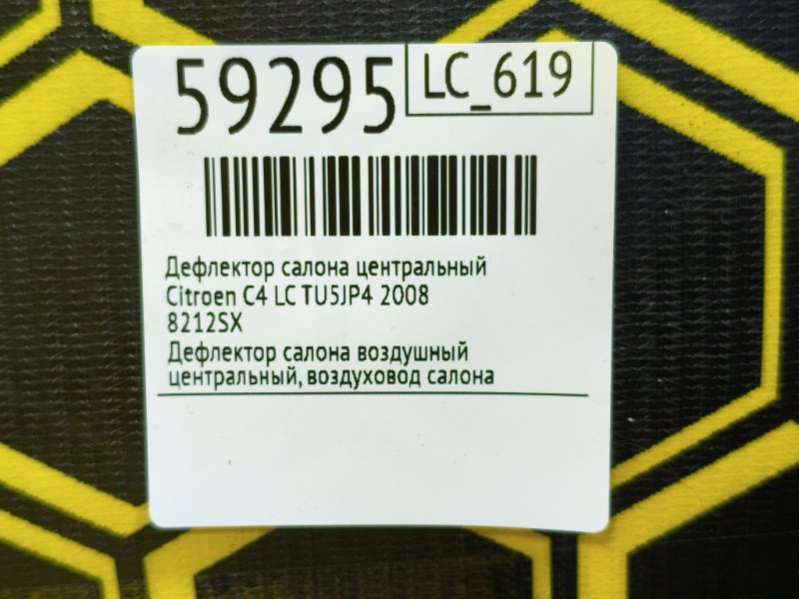 59295
LC_619
Дефлектор салона центральный
Citroen C4 LC TU5JP4 2008
8212SX
Дефлектор салона воздушный
центральный, воздуховод салона